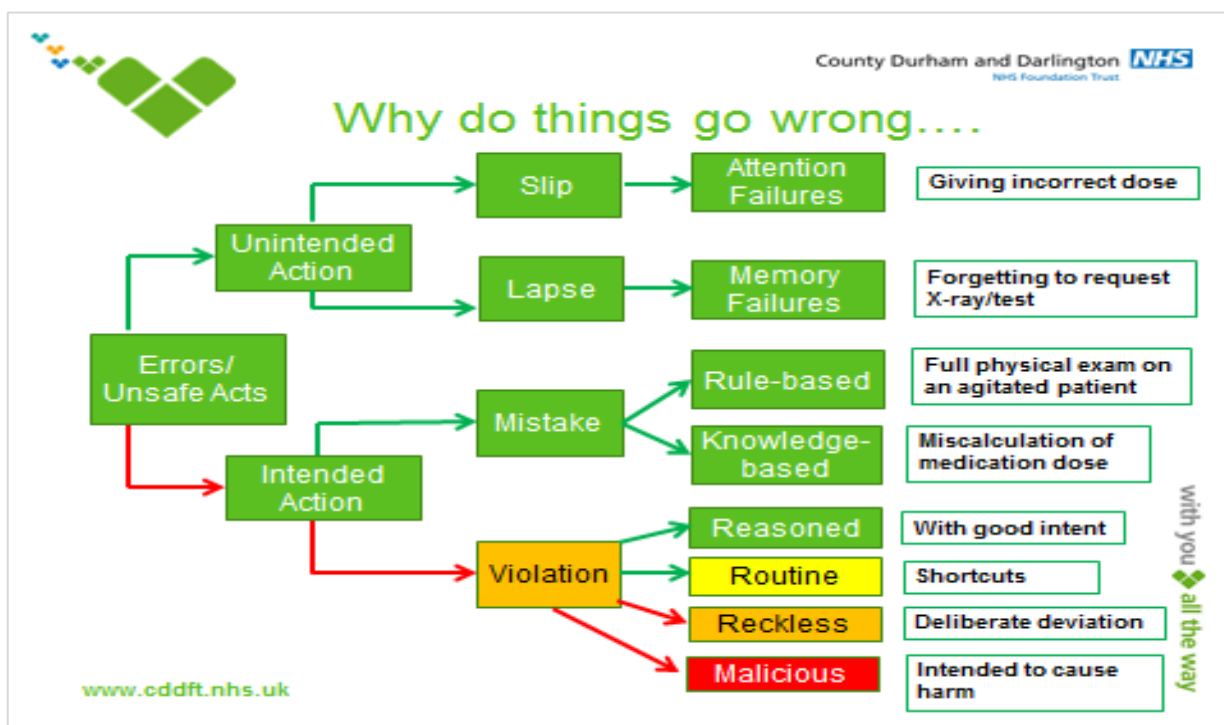 County Durham and Darlington NHS
NHS Foundation Trust
Why do things go wrong....
Slip
Attention
Failures
Giving incorrect dose
Unintended
Action
Lapse
Memory
Failures
Forgetting to request
X-ray/test
Errors/
Unsafe Acts
Mistake
Rule-based
Full physical exam on
an agitated patient
Knowledge-
based
Miscalculation of
medication dose
Intended
Action
Violation
Reasoned
With good intent
Routine
Shortcuts
Reckless
Deliberate deviation
Malicious
Intended to cause
harm
with you all the way
www.cddft.nhs.uk